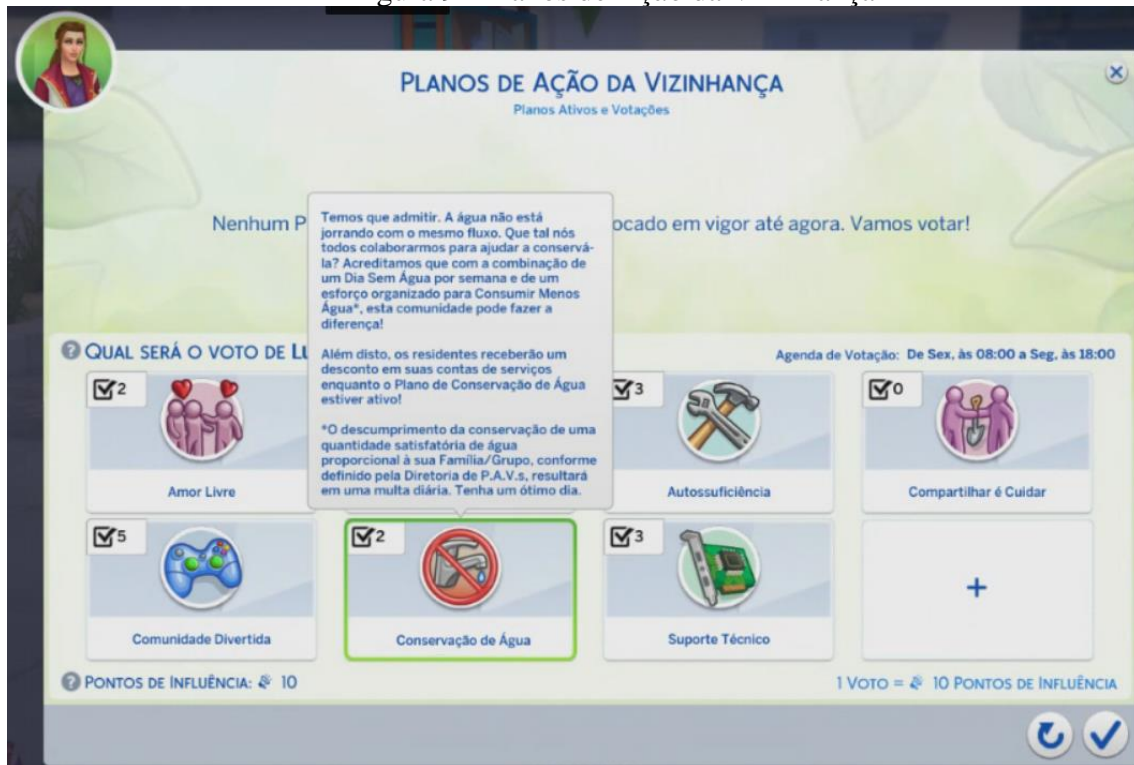 PLANOS DE AÇÃO DA VIZINHANÇA
Planos Ativos e Votações
Nenhum P
ocado em vigor até agora. Vamos votar!
Temos que admitir. A água não está
jorrando com o mesmo fluxo. Que tal nós
todos colaborarmos para ajudar a conservá-
la? Acreditamos que com a combinação de
um Dia Sem Água por semana e de um
esforço organizado para Consumir Menos
Água*, esta comunidade pode fazer a
diferença!
Além disto, os residentes receberão um
desconto em suas contas de serviços
enquanto o Plano de Conservação de Água
estiver ativo!
*O descumprimento da conservação de uma
quantidade satisfatória de água
proporcional à sua Família/Grupo, conforme
definido pela Diretoria de P.A.V.s, resultará
em uma multa diária. Tenha um ótimo dia.
QUAL SERÁ O VOTO DE
Agenda de Votação: De Sex, às 08:00 a Seg, às 18:00
2
3
0
Amor Livre
Autossuficiência
Compartilhar é Cuidar
5
2
3
+
Comunidade Divertida
Conservação de Água
Suporte Técnico
PONTOS DE INFLUÊNCIA: 10
1 VOTO = 10 PONTOS DE INFLUÊNCIA